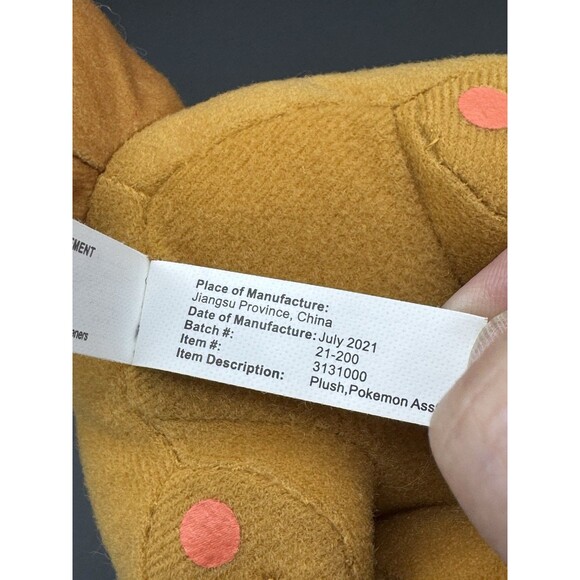 EMENT
eners
Place of Manufacture:
Jiangsu Province, China
Date of Manufacture: July 2021
Batch #: 21-200
Item #: 3131000
Item Description: Plush,Pokemon Ass